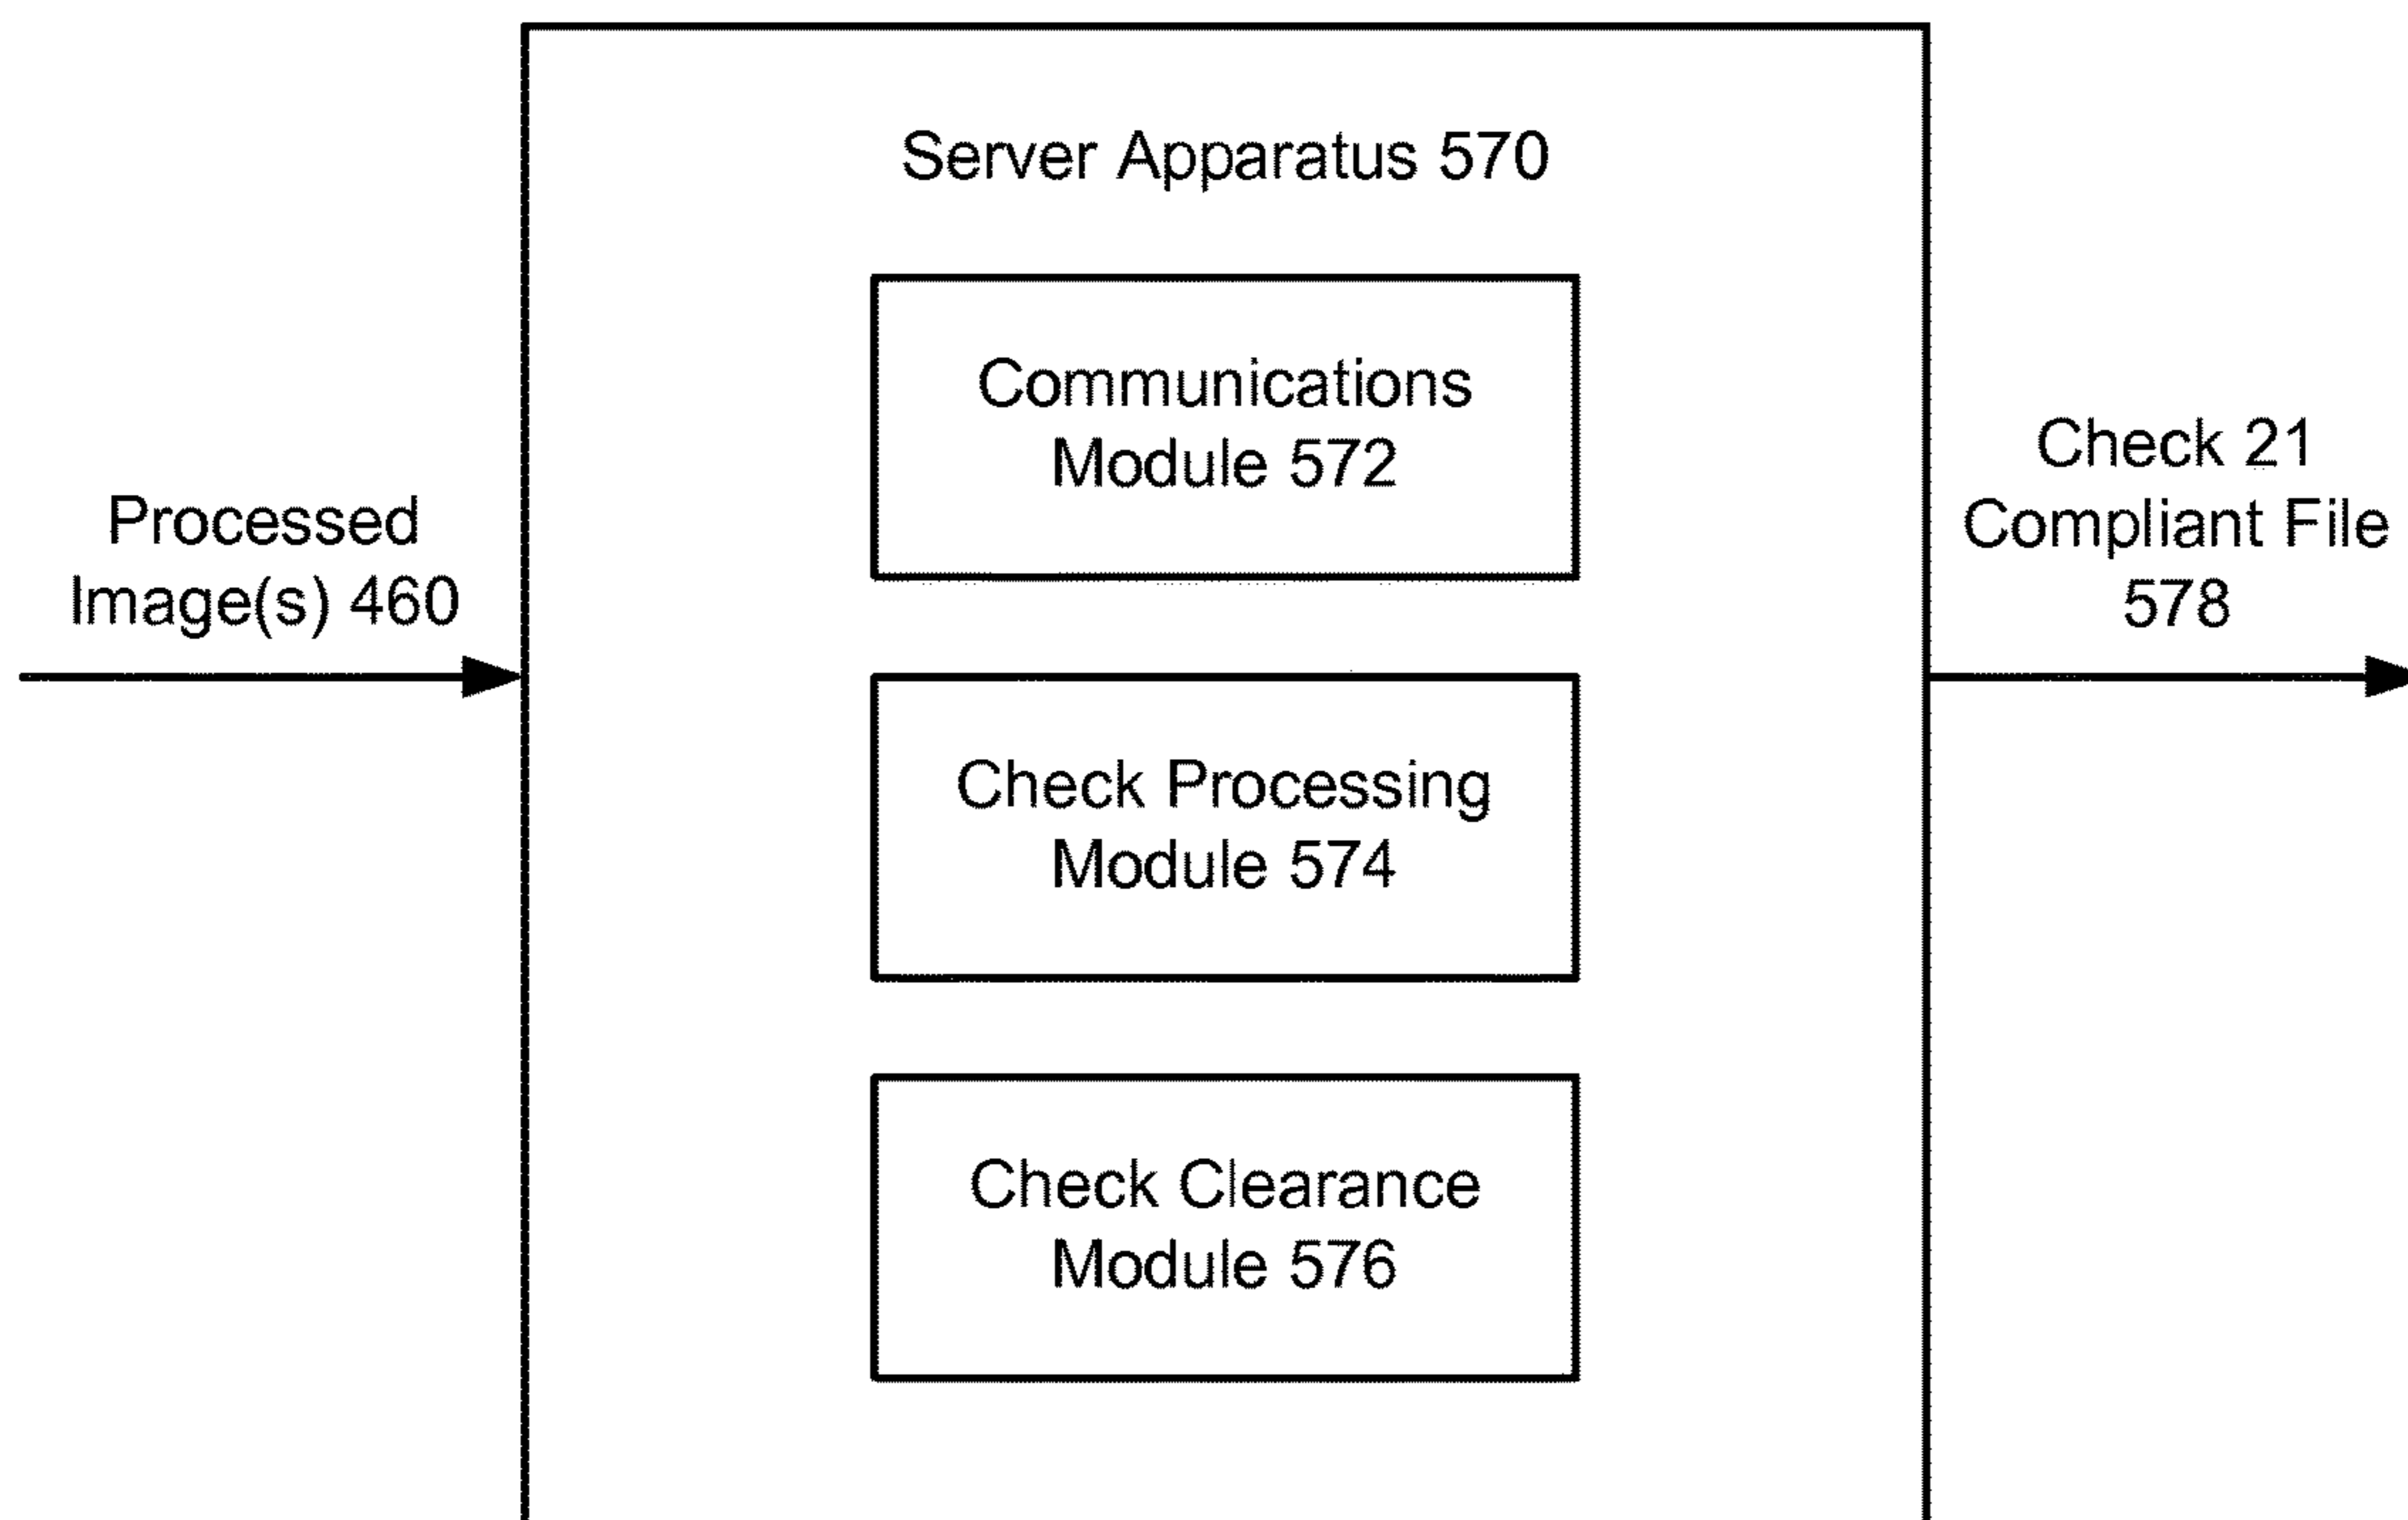 Server Apparatus 570
Communications
Module 572
Processed
Image(s) 460
Check 21
Compliant File
578
Check Processing
Module 574
Check Clearance
Module 576